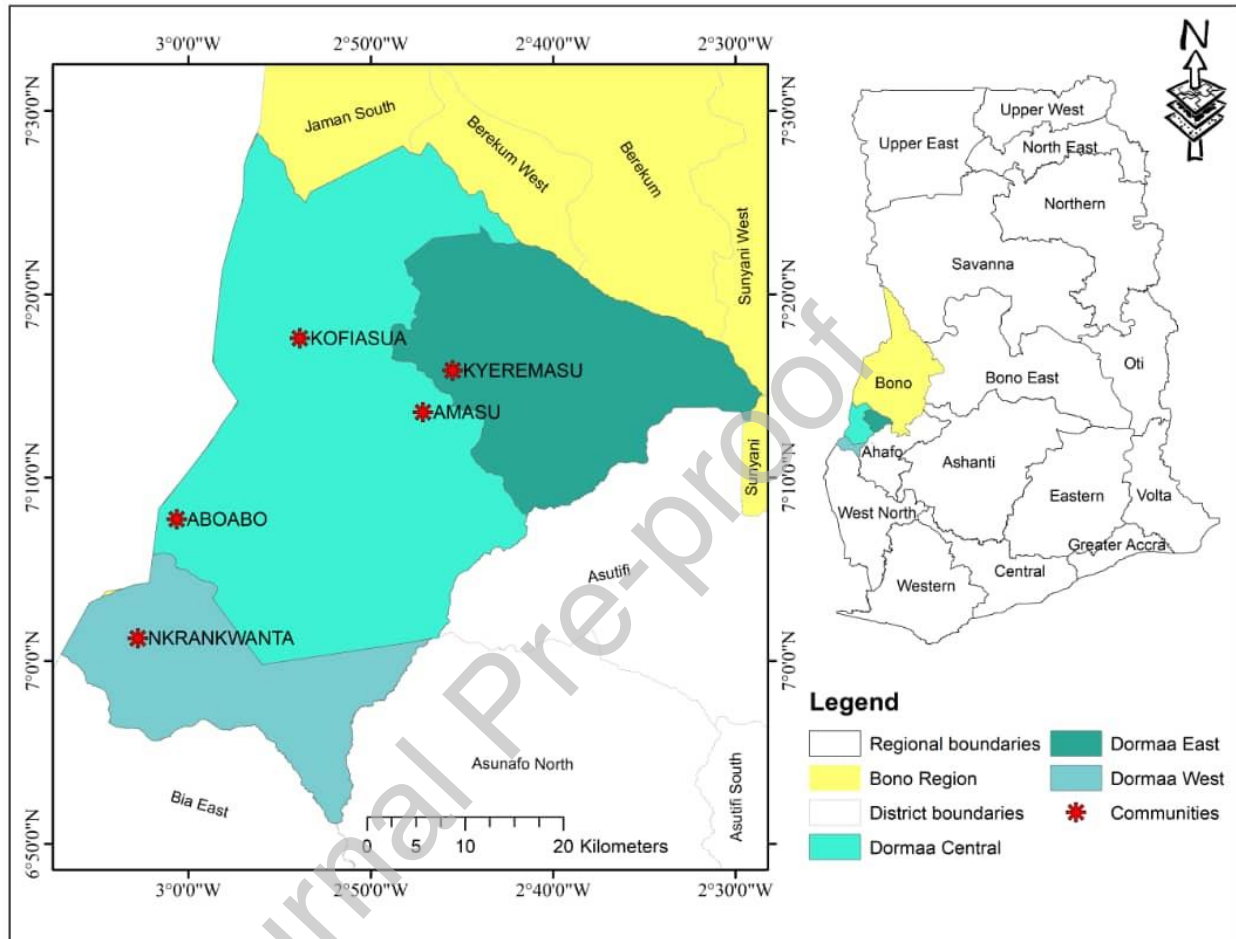 3°0'0"W
2°50'0"W
2°40'0"W
2°30'0"W
N
7°30'0"N
7°20'0"N
7°10'0"N
7°0'0"N
6°50'0"N
Jaman South
Berekum West
Berekum
Sunyani West
Sunyani
KOFIASUA
KYEREMASU
AMASU
ABOABO
NKRANKWANTA
Asutifi
Asunafo North
Asutifi South
Bia East
0 5 10 20 Kilometers
3°0'0"W
2°50'0"W
2°40'0"W
2°30'0"W
7°30'0"N
7°20'0"N
7°10'0"N
7°0'0"N
6°50'0"N
Upper West
Upper East
North East
Northern
Savanna
Bono
Bono East
Oti
Ahafo
Ashanti
Eastern
Volta
West North
Greater Accra
Western
Central
Legend
Regional boundaries
Bono Region
District boundaries
Dormaa Central
Dormaa East
Dormaa West
Communities
urnal Pre-proof